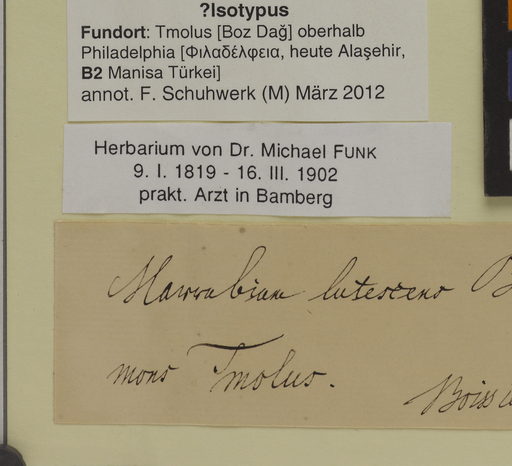 ?Isotypus
Fundort: Tmolus [Boz Dağ] oberhalb
Philadelphia [Φιλαδέλφεια, heute Alaşehir,
B2 Manisa Türkei]
annot. F. Schuhwerk (M) März 2012
Herbarium von Dr. Michael FUNK
9. I. 1819 - 16. III. 1902
prakt. Arzt in Bamberg
Marrubium lutescens B
mons Tmolus.
Boiss